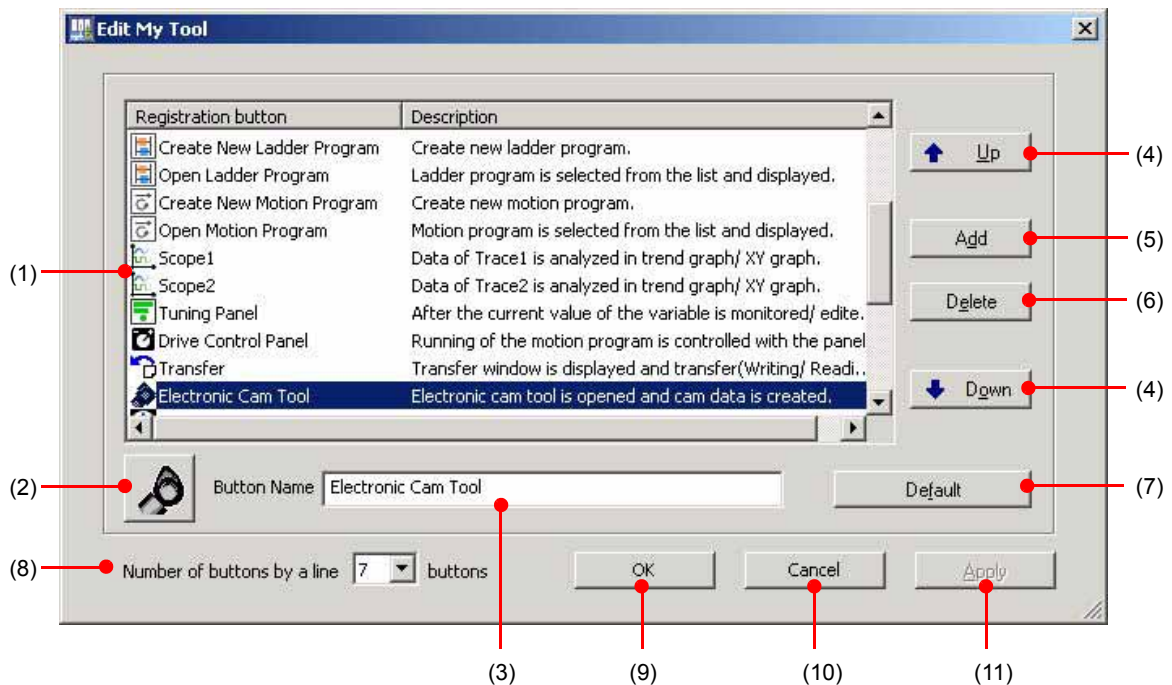 Edit My Tool
Registration button Description
Create New Ladder Program Create new ladder program.
Open Ladder Program Ladder program is selected from the list and displayed.
Create New Motion Program Create new motion program.
Open Motion Program Motion program is selected from the list and displayed.
Scope1 Data of Trace1 is analyzed in trend graph/ XY graph.
Scope2 Data of Trace2 is analyzed in trend graph/ XY graph.
Tuning Panel After the current value of the variable is monitored/ edite.
Drive Control Panel Running of the motion program is controlled with the panel
Transfer Transfer window is displayed and transfer(Writing/ Readi..
Electronic Cam Tool Electronic cam tool is opened and cam data is created.
Up
Add
Delete
Down
Button Name Electronic Cam Tool Default
Number of buttons by a line 7 buttons OK Cancel Apply
(1)
(2)
(8)
(4)
(5)
(6)
(4)
(7)
(3) (9) (10) (11)